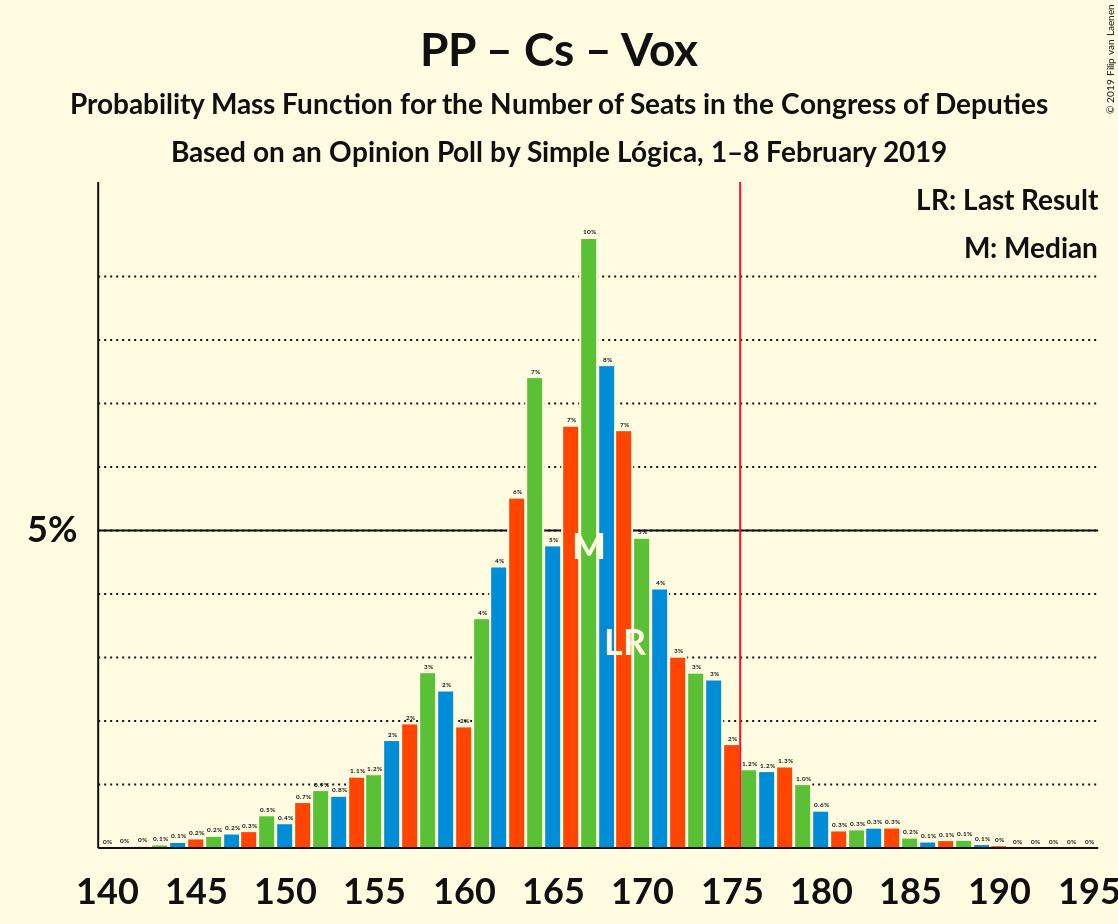 PP – Cs – Vox
Probability Mass Function for the Number of Seats in the Congress of Deputies
Based on an Opinion Poll by Simple Lógica, 1–8 February 2019
© 2019 Filip van Laenen
LR: Last Result
M: Median
5%
0% 0% 0% 0.1% 0.1% 0.2% 0.2% 0.2% 0.3% 0.5% 0.4% 0.7% 0.9% 0.8% 1.1% 1.2% 2% 2% 3% 2% 2% 4% 4% 6% 7% 5% 7% 10% 8% 7% 5% 4% 3% 3% 3% 2% 1.2% 1.2% 1.3% 1.0% 0.6% 0.3% 0.3% 0.3% 0.3% 0.2% 0.1% 0.1% 0.1% 0.1% 0% 0% 0% 0% 0% 0%
M
LR
140 145 150 155 160 165 170 175 180 185 190 195